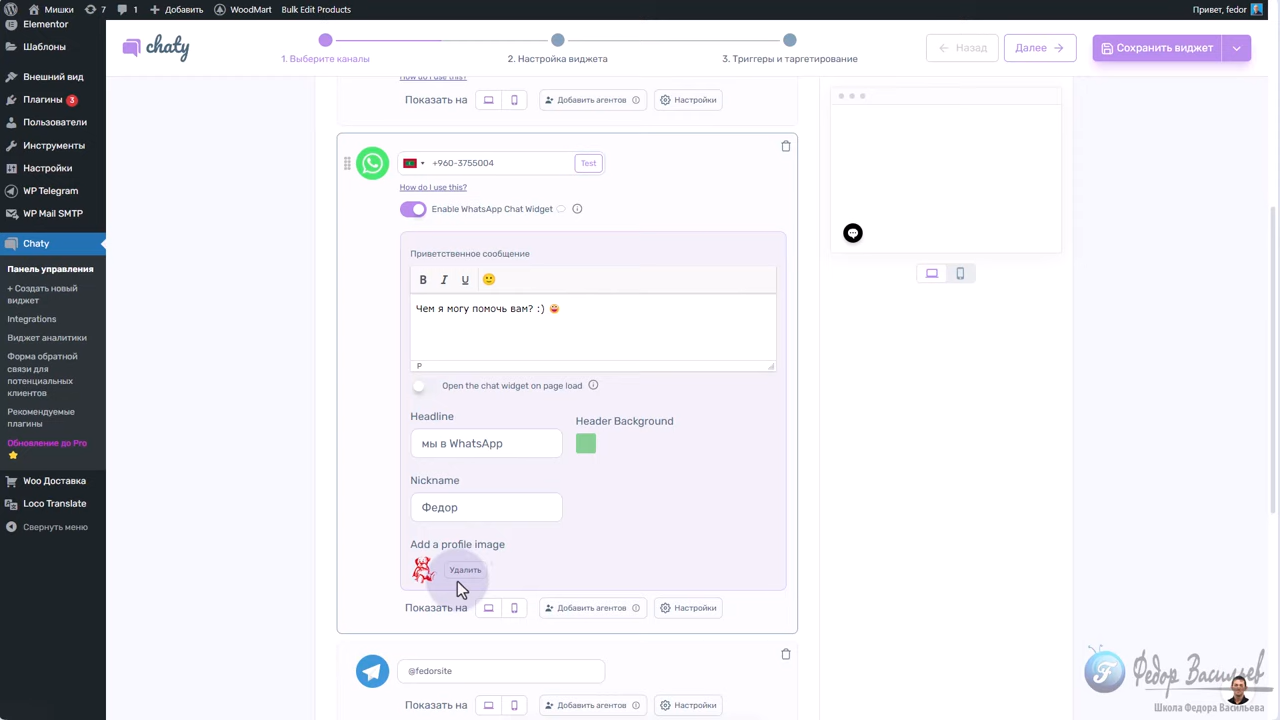 Мишки
7
1
Добавить
WoodMart
Bulk Edit Products
Привет, fedor
Elementor
Шаблоны
Внешний вид
Плагины 3
Пользователи
Инструменты
Настройки
WP Telegram
WP Mail SMTP
Chaty
Панель управления
+ Создать новый
виджет
Integrations
Виджет аналитики
Форма обратной
связи для
потенциальных
клиентов
Рекомендуемые
плагины
Обновление до Pro
Woo Доставка
Loco Translate
Свернуть меню
chaty
1. Выберите каналы
2. Настройка виджета
3. Триггеры и таргетирование
Назад
Далее
Сохранить виджет
How do I use this?
Показать на
Добавить агентов
Настройки
+960-3755004
Test
How do I use this?
Enable WhatsApp Chat Widget
Приветственное сообщение
B I U
Чем я могу помочь вам? :)
P
Open the chat widget on page load
Headline
Header Background
мы в WhatsApp
Nickname
Федор
Add a profile image
Удалить
Показать на
Добавить агентов
Настройки
@fedorsite
Показать на
Добавить агентов
Настройки
F
Федор Васильев
Школа Федора Васильева